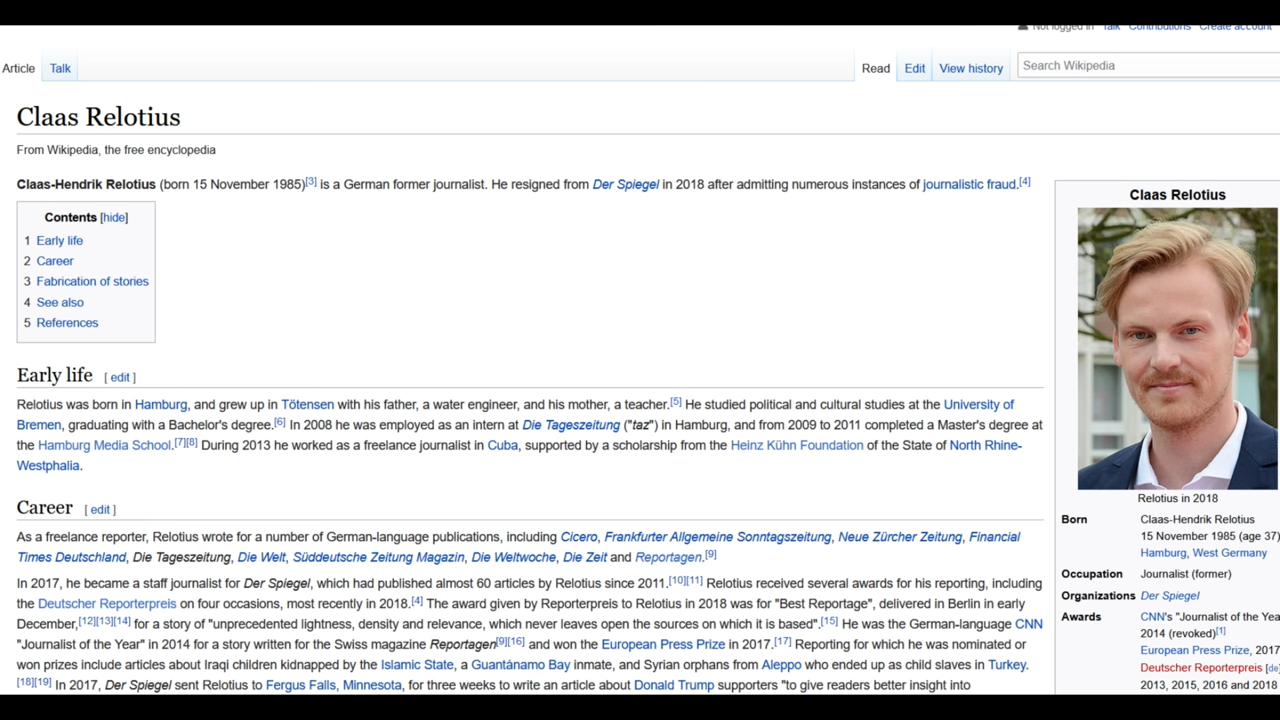 Not logged in Talk Contributions Create account
Article Talk Read Edit View history Search Wikipedia
Claas Relotius
From Wikipedia, the free encyclopedia
Claas-Hendrik Relotius (born 15 November 1985)[3] is a German former journalist. He resigned from Der Spiegel in 2018 after admitting numerous instances of journalistic fraud.[4]
Contents [hide]
1 Early life
2 Career
3 Fabrication of stories
4 See also
5 References
Early life [ edit ]
Relotius was born in Hamburg, and grew up in Tötensen with his father, a water engineer, and his mother, a teacher.[5] He studied political and cultural studies at the University of
Bremen, graduating with a Bachelor's degree.[6] In 2008 he was employed as an intern at Die Tageszeitung ("taz") in Hamburg, and from 2009 to 2011 completed a Master's degree at
the Hamburg Media School.[7][8] During 2013 he worked as a freelance journalist in Cuba, supported by a scholarship from the Heinz Kühn Foundation of the State of North Rhine-
Westphalia.
Career [ edit ]
As a freelance reporter, Relotius wrote for a number of German-language publications, including Cicero, Frankfurter Allgemeine Sonntagszeitung, Neue Zürcher Zeitung, Financial
Times Deutschland, Die Tageszeitung, Die Welt, Süddeutsche Zeitung Magazin, Die Weltwoche, Die Zeit and Reportagen.[9]
In 2017, he became a staff journalist for Der Spiegel, which had published almost 60 articles by Relotius since 2011.[10][11] Relotius received several awards for his reporting, including
the Deutscher Reporterpreis on four occasions, most recently in 2018.[4] The award given by Reporterpreis to Relotius in 2018 was for "Best Reportage", delivered in Berlin in early
December,[12][13][14] for a story of "unprecedented lightness, density and relevance, which never leaves open the sources on which it is based".[15] He was the German-language CNN
"Journalist of the Year" in 2014 for a story written for the Swiss magazine Reportagen[9][16] and won the European Press Prize in 2017.[17] Reporting for which he was nominated or
won prizes include articles about Iraqi children kidnapped by the Islamic State, a Guantánamo Bay inmate, and Syrian orphans from Aleppo who ended up as child slaves in Turkey.
[18][19] In 2017, Der Spiegel sent Relotius to Fergus Falls, Minnesota, for three weeks to write an article about Donald Trump supporters "to give readers better insight into
Claas Relotius
Relotius in 2018
Born Claas-Hendrik Relotius
15 November 1985 (age 37)
Hamburg, West Germany
Occupation Journalist (former)
Organizations Der Spiegel
Awards CNN's "Journalist of the Yea
2014 (revoked)[1]
European Press Prize, 2017
Deutscher Reporterpreis [de
2013, 2015, 2016 and 2018